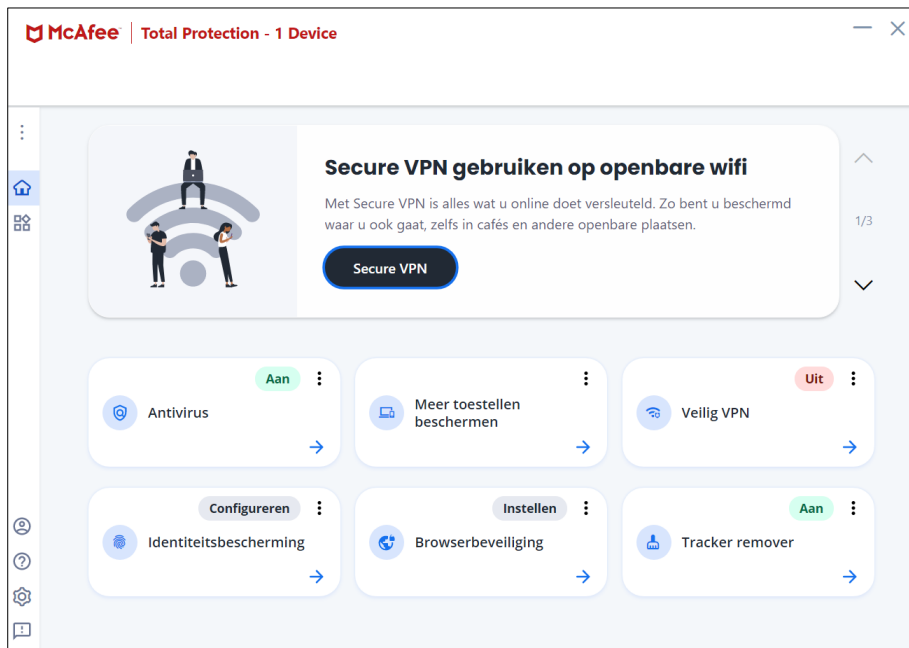 McAfee Total Protection - 1 Device
Secure VPN gebruiken op openbare wifi
Met Secure VPN is alles wat u online doet versleuteld. Zo bent u beschermd
waar u ook gaat, zelfs in cafés en andere openbare plaatsen.
Secure VPN
1/3
Aan
Antivirus
Meer toestellen
beschermen
Uit
Veilig VPN
Configureren
Identiteitsbescherming
Instellen
Browserbeveiliging
Aan
Tracker remover